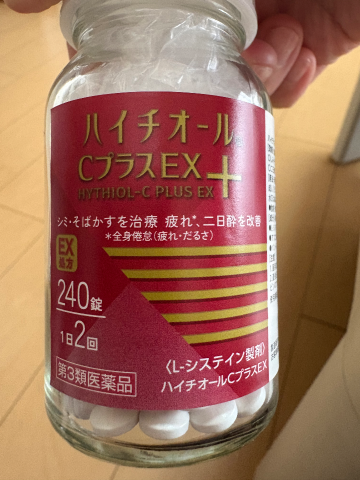 ハイチオール®
CプラスEX+
HYTHIOL-C PLUS EX
シミ・そばかすを治療 疲れ*、二日酔を改善
*全身倦怠(疲れ・だるさ)
EX
処方
240錠
1日2回
第3類医薬品
〈L-システイン製剤〉
ハイチオールCプラスEX